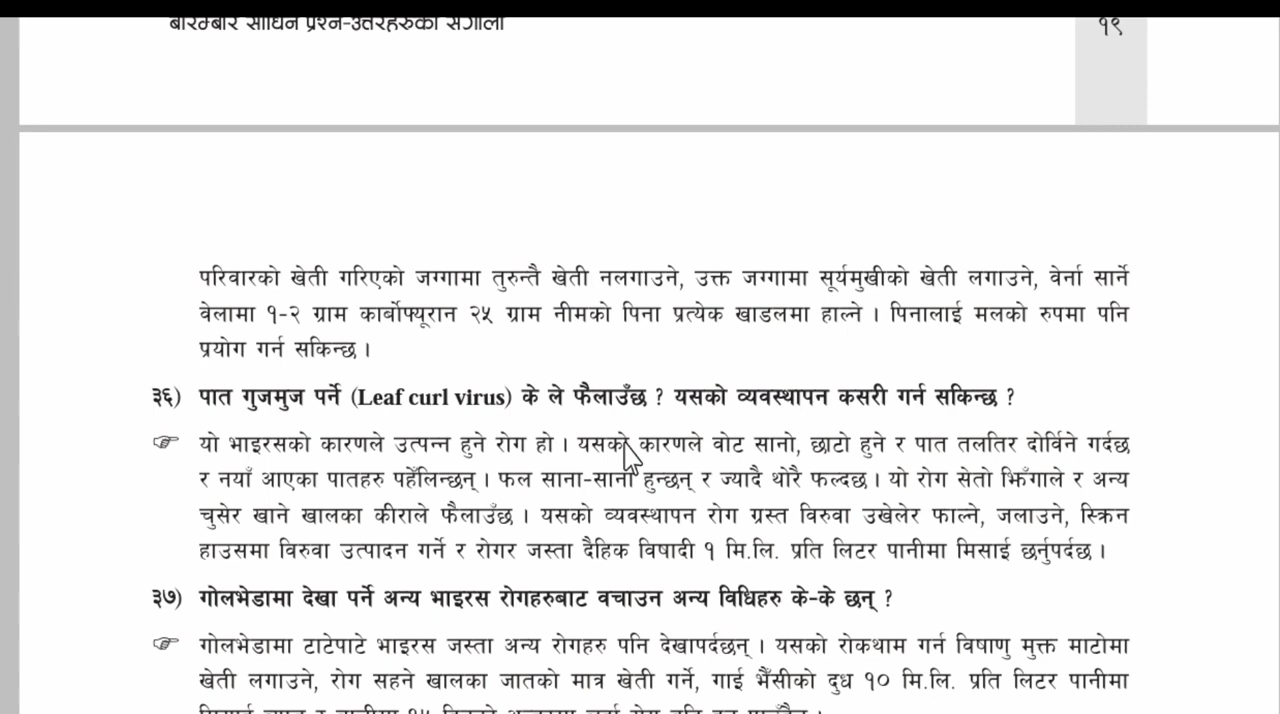 बारम्बार सोधिने प्रश्न-उत्तरहरुको सँगालो
१९
परिवारको खेती गरिएको जग्गामा तुरुन्तै खेती नलगाउने, उक्त जग्गामा सूर्यमुखीको खेती लगाउने, वेर्ना सार्ने
वेलामा १-२ ग्राम कार्बोफ्यूरान २५ ग्राम नीमको पिना प्रत्येक खाडलमा हाल्ने । पिनालाई मलको रुपमा पनि
प्रयोग गर्न सकिन्छ ।
३६) पात गुजमुज पर्ने (Leaf curl virus) के ले फैलाउँछ ? यसको व्यवस्थापन कसरी गर्न सकिन्छ ?
☞ यो भाइरसको कारणले उत्पन्न हुने रोग हो । यसको कारणले वोट सानो, छाटो हुने र पात तलतिर दोर्विने गर्दछ
र नयाँ आएका पातहरु पहेँलिन्छन् । फल साना-साना हुन्छन् र ज्यादै थोरै फल्दछ । यो रोग सेतो झिँगाले र अन्य
चुसेर खाने खालका कीराले फैलाउँछ । यसको व्यवस्थापन रोग ग्रस्त विरुवा उखेलेर फाल्ने, जलाउने, स्क्रिन
हाउसमा विरुवा उत्पादन गर्ने र रोगर जस्ता दैहिक विषादी १ मि.लि. प्रति लिटर पानीमा मिसाई छर्नुपर्दछ ।
३७) गोलभेडामा देखा पर्ने अन्य भाइरस रोगहरुबाट वचाउन अन्य विधिहरु के-के छन् ?
☞ गोलभेडामा टाटेपाटे भाइरस जस्ता अन्य रोगहरु पनि देखापर्दछन् । यसको रोकथाम गर्न विषाणु मुक्त माटोमा
खेती लगाउने, रोग सहने खालका जातको मात्र खेती गर्ने, गाई भैँसीको दुध १० मि.लि. प्रति लिटर पानीमा